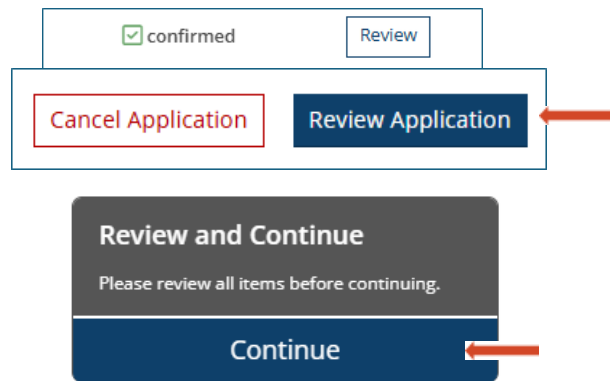 confirmed Review
Cancel Application Review Application
Review and Continue
Please review all items before continuing.
Continue